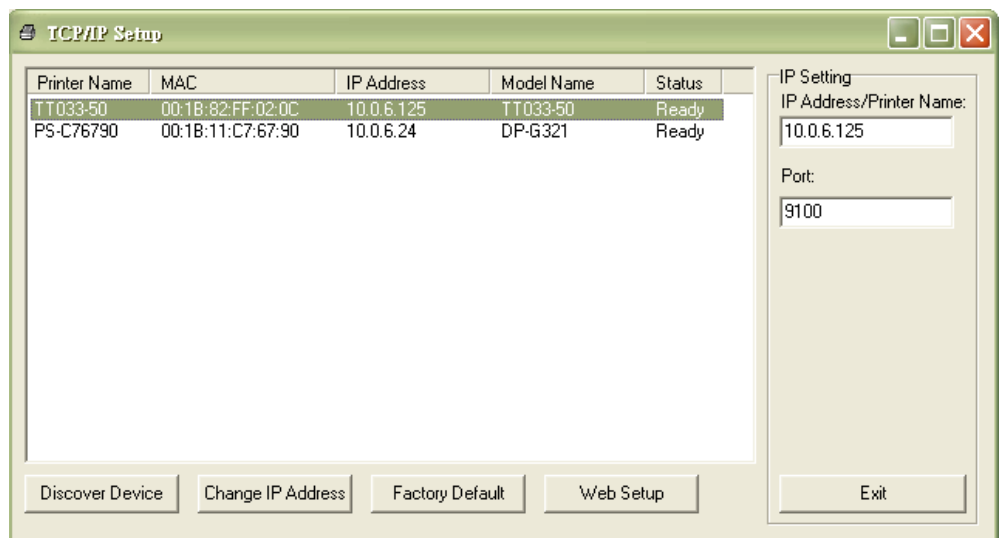 TCP/IP Setup
Printer Name MAC IP Address Model Name Status
TT033-50 00:1B:82:FF:02:0C 10.0.6.125 TT033-50 Ready
PS-C76790 00:1B:11:C7:67:90 10.0.6.24 DP-G321 Ready
IP Setting
IP Address/Printer Name:
10.0.6.125
Port:
9100
Discover Device Change IP Address Factory Default Web Setup Exit